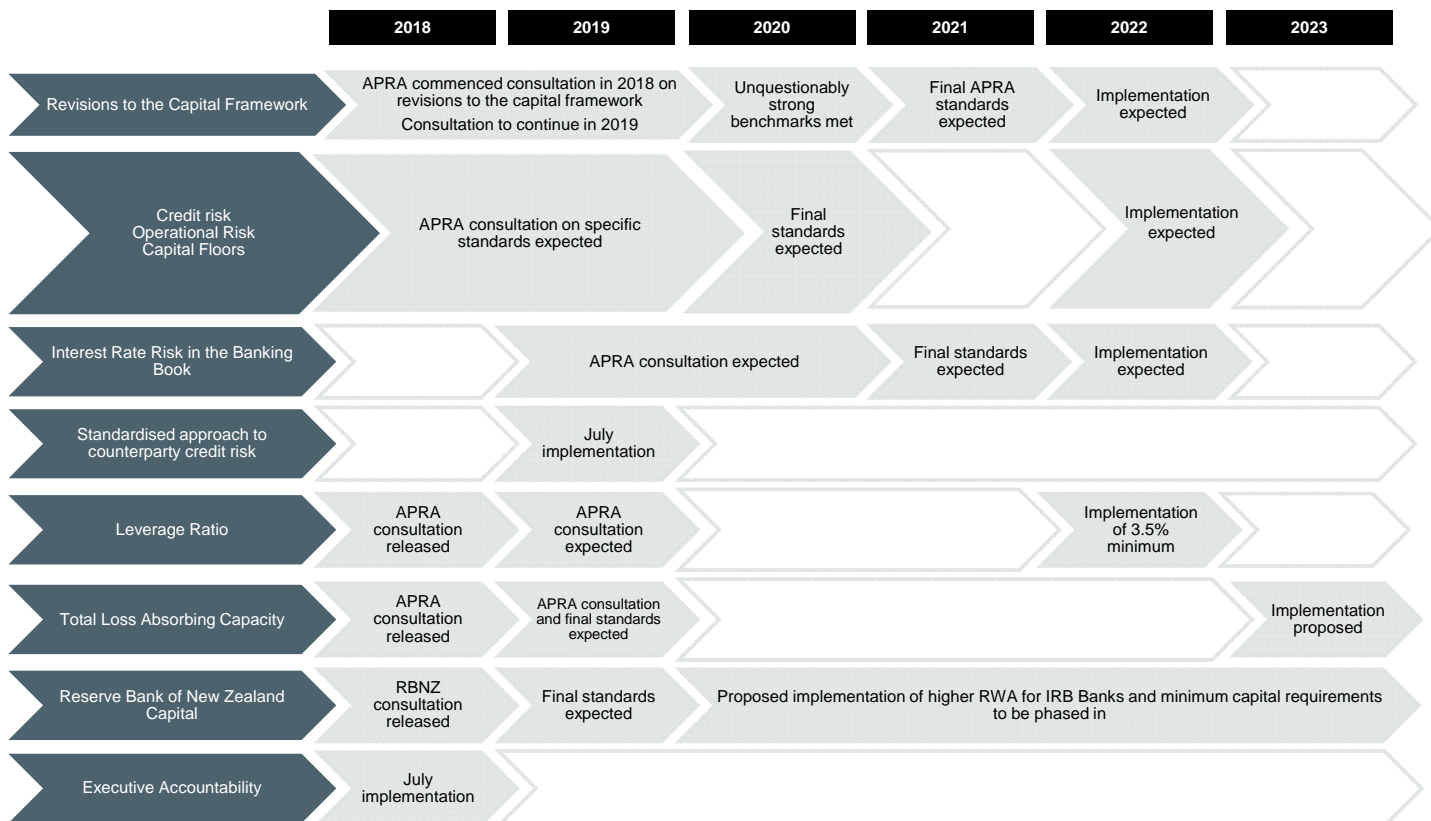 2018 2019 2020 2021 2022 2023
Revisions to the Capital Framework
APRA commenced consultation in 2018 on
revisions to the capital framework
Consultation to continue in 2019
Unquestionably
strong
benchmarks met
Final APRA
standards
expected
Implementation
expected
Credit risk
Operational Risk
Capital Floors
APRA consultation on specific
standards expected
Final
standards
expected
Implementation
expected
Interest Rate Risk in the Banking
Book
APRA consultation expected
Final standards
expected
Implementation
expected
Standardised approach to
counterparty credit risk
July
implementation
Leverage Ratio
APRA
consultation
released
APRA
consultation
expected
Implementation
of 3.5%
minimum
Total Loss Absorbing Capacity
APRA
consultation
released
APRA consultation
and final standards
expected
Implementation
proposed
Reserve Bank of New Zealand
Capital
RBNZ
consultation
released
Final standards
expected
Proposed implementation of higher RWA for IRB Banks and minimum capital requirements
to be phased in
Executive Accountability
July
implementation